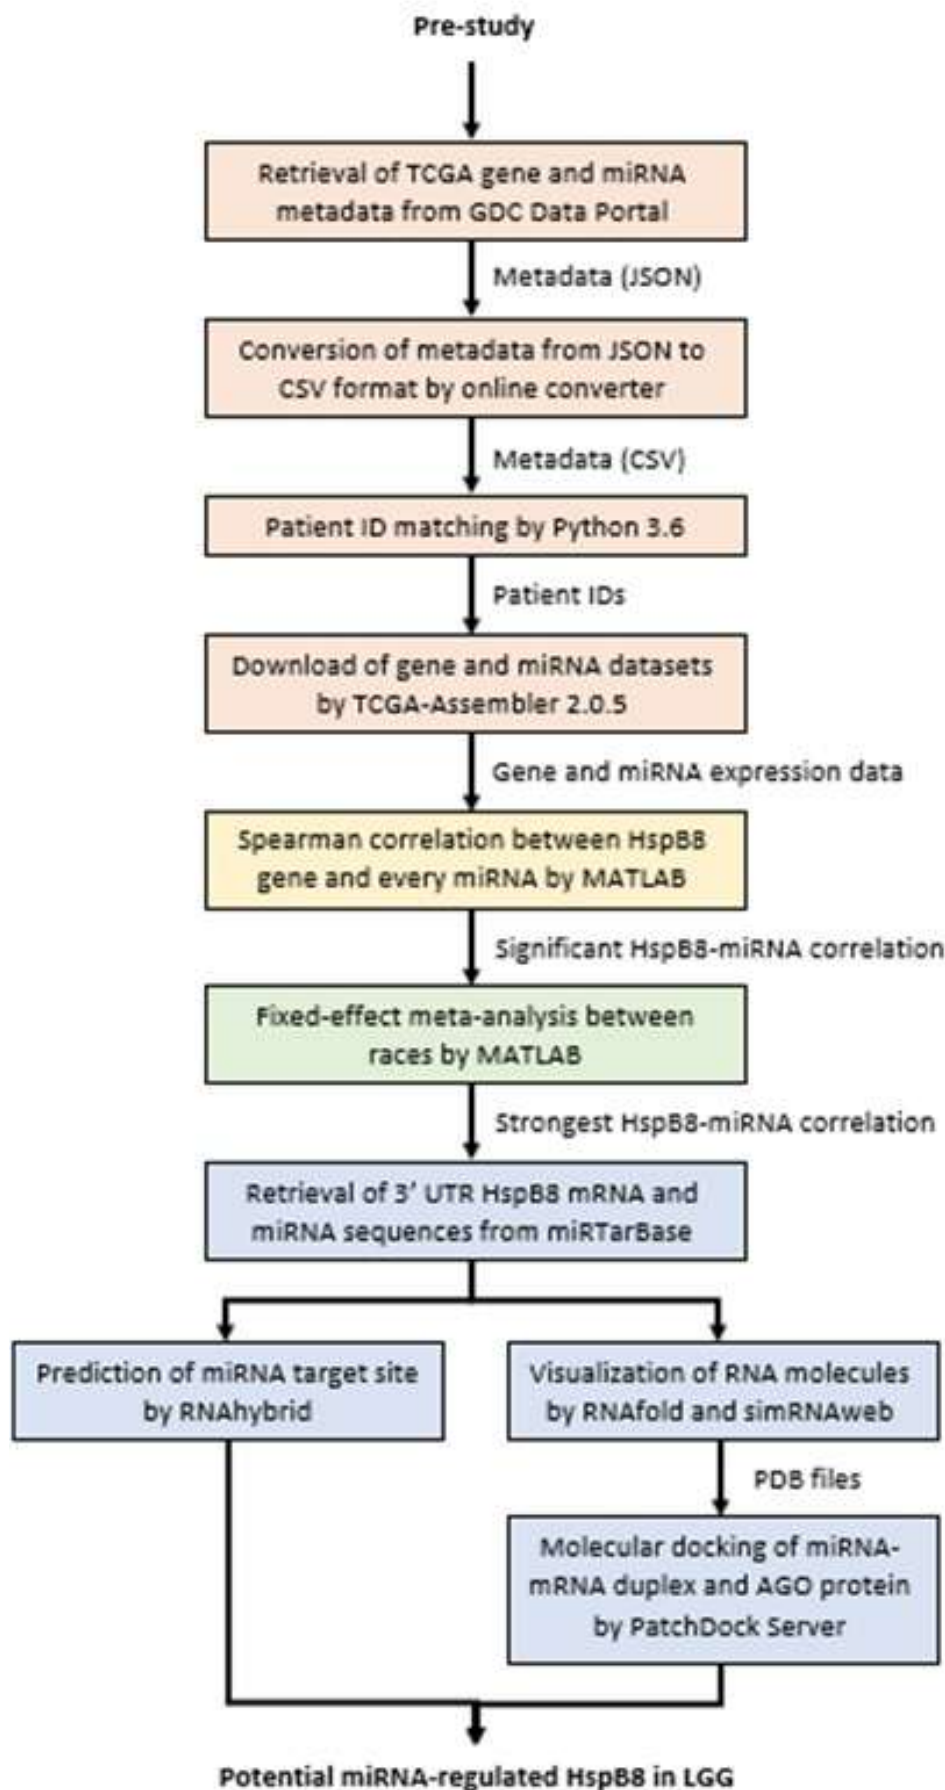 Pre-study
Retrieval of TCGA gene and miRNA
metadata from GDC Data Portal
Metadata (JSON)
Conversion of metadata from JSON to
CSV format by online converter
Metadata (CSV)
Patient ID matching by Python 3.6
Patient IDs
Download of gene and miRNA datasets
by TCGA-Assembler 2.0.5
Gene and miRNA expression data
Spearman correlation between HspB8
gene and every miRNA by MATLAB
Significant HspB8-miRNA correlation
Fixed-effect meta-analysis between
races by MATLAB
Strongest HspB8-miRNA correlation
Retrieval of 3’ UTR HspB8 mRNA and
miRNA sequences from miRTarBase
Prediction of miRNA target site
by RNAhybrid
Visualization of RNA molecules
by RNAfold and simRNAweb
PDB files
Molecular docking of miRNA-
mRNA duplex and AGO protein
by PatchDock Server
Potential miRNA-regulated HspB8 in LGG